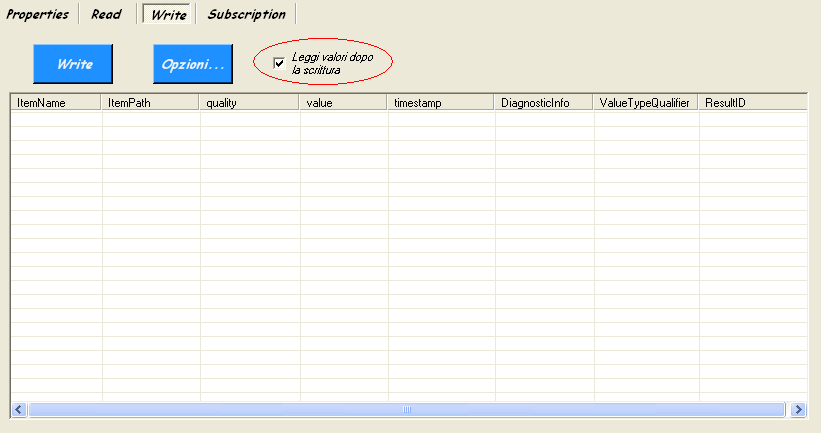 Properties Read Write Subscription
Write Opzioni... Leggi valori dopo
la scrittura
ItemName ItemPath quality value timestamp DiagnosticInfo ValueTypeQualifier ResultID